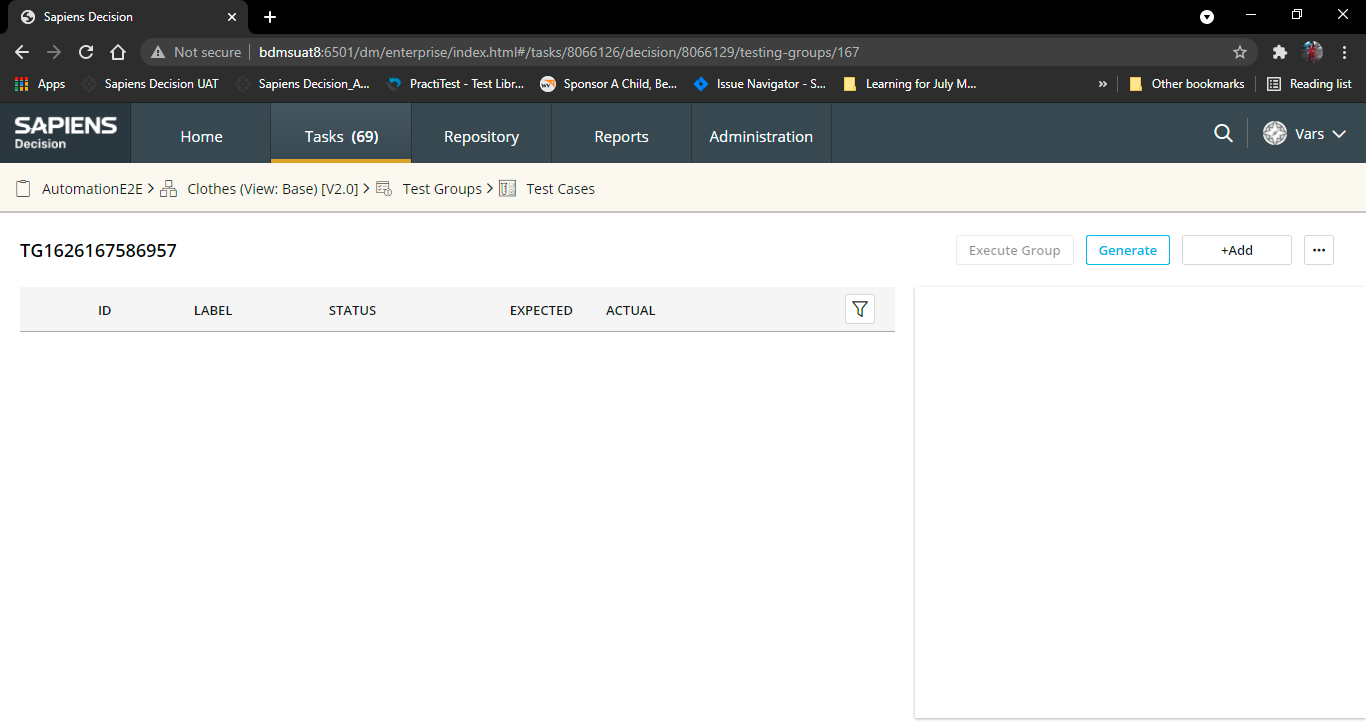 Sapiens Decision
Not secure bdmsuat8:6501/dm/enterprise/index.html#/tasks/8066126/decision/8066129/testing-groups/167
Apps Sapiens Decision UAT Sapiens Decision_A... PractiTest - Test Libr... Sponsor A Child, Be... Issue Navigator - S... Learning for July M... » Other bookmarks Reading list
SAPIENS
Decision
Home Tasks (69) Repository Reports Administration Vars
AutomationE2E > Clothes (View: Base) [V2.0] > Test Groups > Test Cases
TG1626167586957 Execute Group Generate +Add ...
ID LABEL STATUS EXPECTED ACTUAL